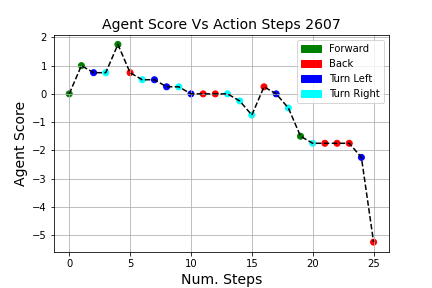 Agent Score Vs Action Steps 2607
Agent Score
2
1
0
−1
−2
−3
−4
−5
Forward
Back
Turn Left
Turn Right
0 5 10 15 20 25
Num. Steps